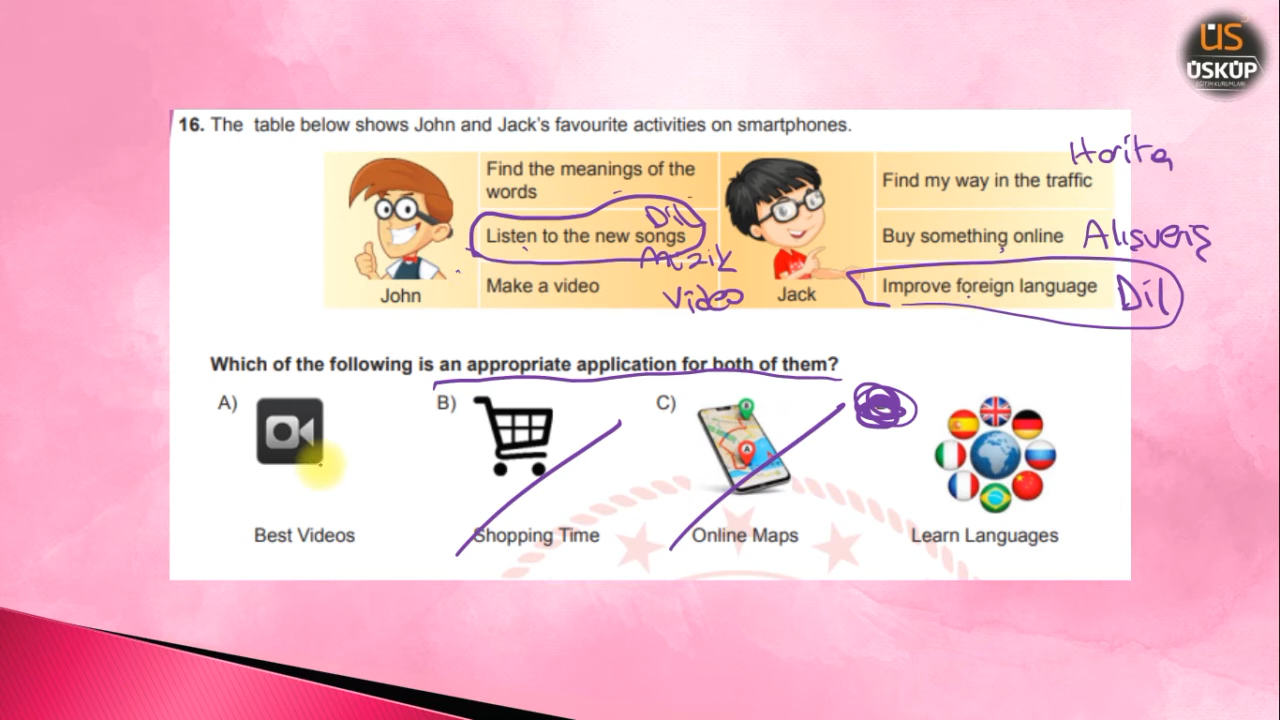 ÜS
ÜSKÜP
EĞİTİM KURUMLARI
16. The table below shows John and Jack's favourite activities on smartphones.
Harita
Find the meanings of the
words
Find my way in the traffic
Dil
Listen to the new songs
Buy something online
Alışveriş
Müzik
Make a video
Improve foreign language
Dil
Video
John
Jack
Which of the following is an appropriate application for both of them?
A)
B)
C)
B
A
Best Videos
Shopping Time
Online Maps
Learn Languages